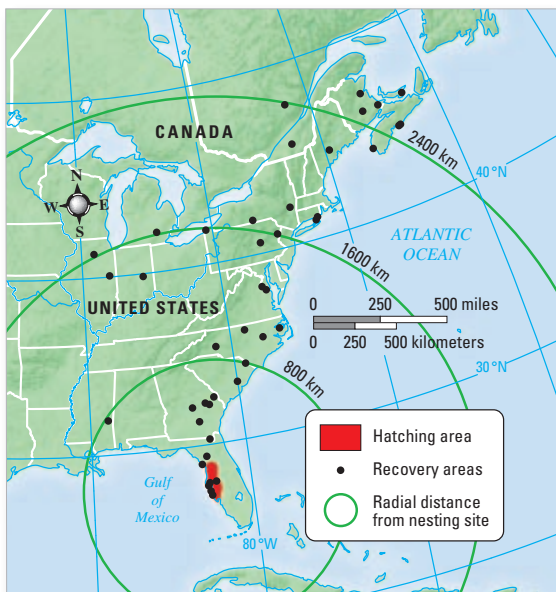 CANADA
2400 km
40°N
N
W E
S
ATLANTIC
OCEAN
1600 km
UNITED STATES
0 250 500 miles
0 250 500 kilometers
30°N
800 km
Gulf
of
Mexico
80°W
Hatching area
Recovery areas
Radial distance
from nesting site